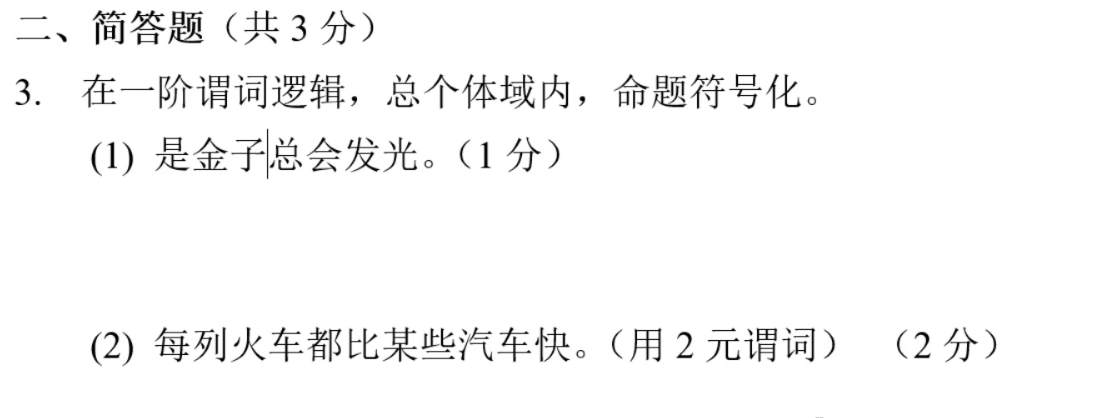 二、简答题（共 3 分）
3. 在一阶谓词逻辑，总个体域内，命题符号化。
(1) 是金子总会发光。（1 分）
(2) 每列火车都比某些汽车快。（用 2 元谓词） （2 分）